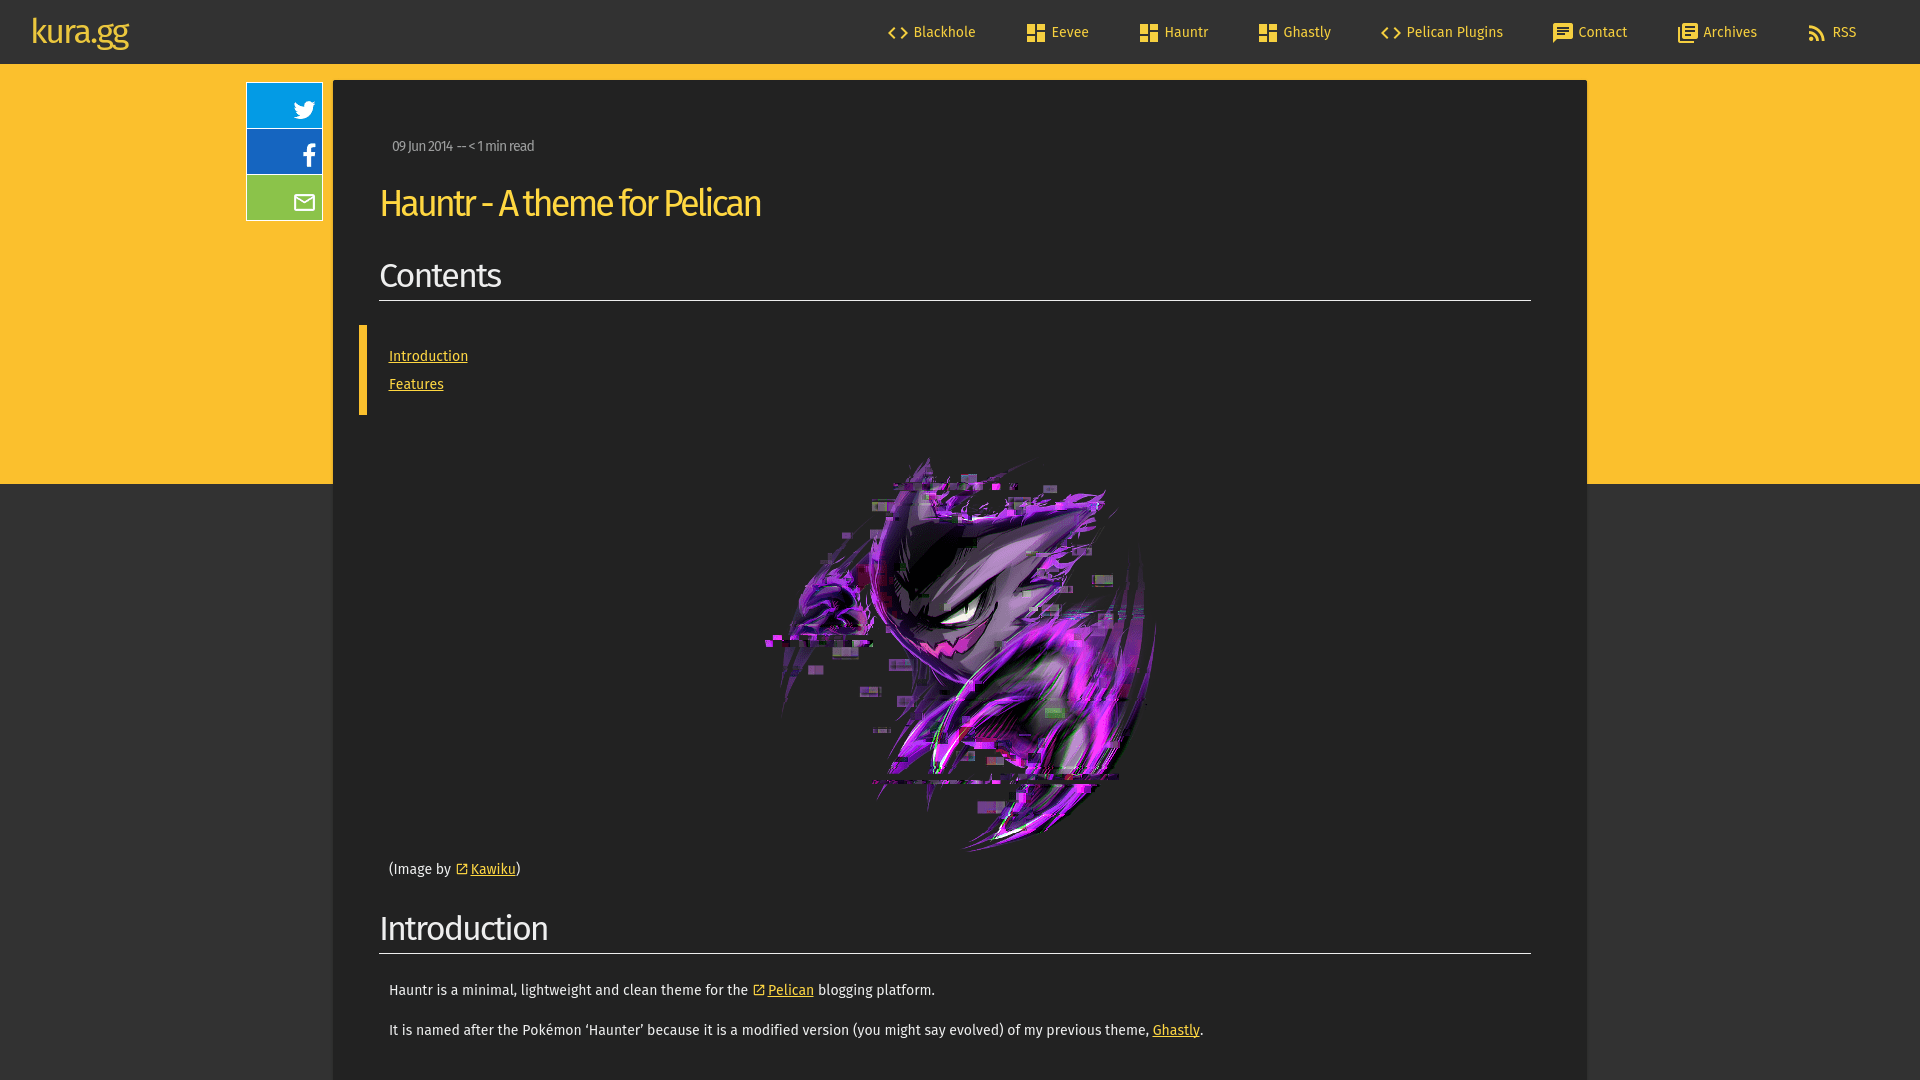 kura.gg
Blackhole
Eevee
Hauntr
Ghastly
Pelican Plugins
Contact
Archives
RSS
09 Jun 2014 -- < 1 min read
Hauntr - A theme for Pelican
Contents
Introduction
Features
(Image by Kawiku)
Introduction
Hauntr is a minimal, lightweight and clean theme for the Pelican blogging platform.
It is named after the Pokémon ‘Haunter’ because it is a modified version (you might say evolved) of my previous theme, Ghastly.